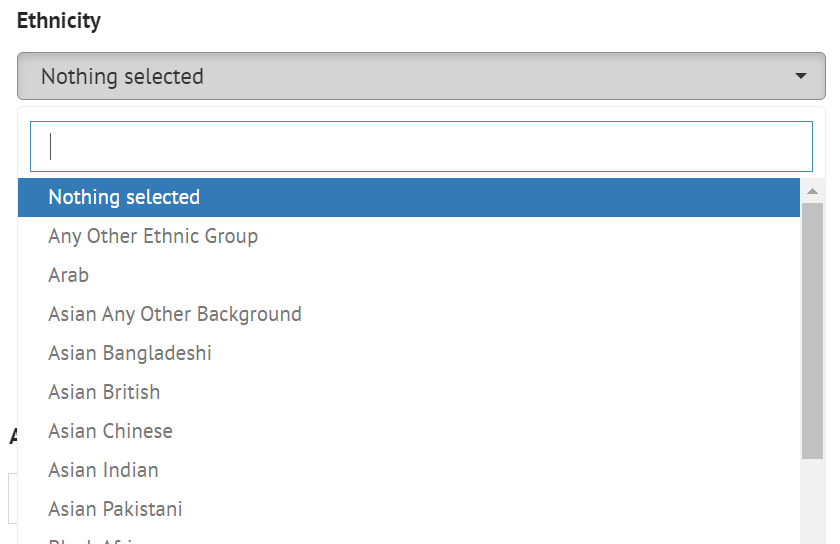 Ethnicity
Nothing selected
Nothing selected
Any Other Ethnic Group
Arab
Asian Any Other Background
Asian Bangladeshi
Asian British
Asian Chinese
Asian Indian
Asian Pakistani